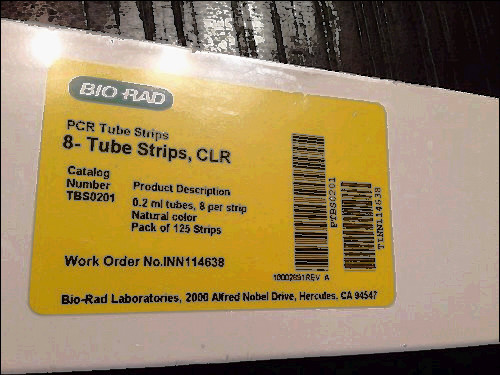 BIO-RAD
PCR Tube Strips
8- Tube Strips, CLR
Catalog
Number Product Description
TBS0201 0.2 ml tubes, 8 per strip
Natural color
Pack of 125 Strips
Work Order No.INN114638
PTBS0201
TINN114638
10002691REV A
Bio-Rad Laboratories, 2000 Alfred Nobel Drive, Hercules, CA 94547